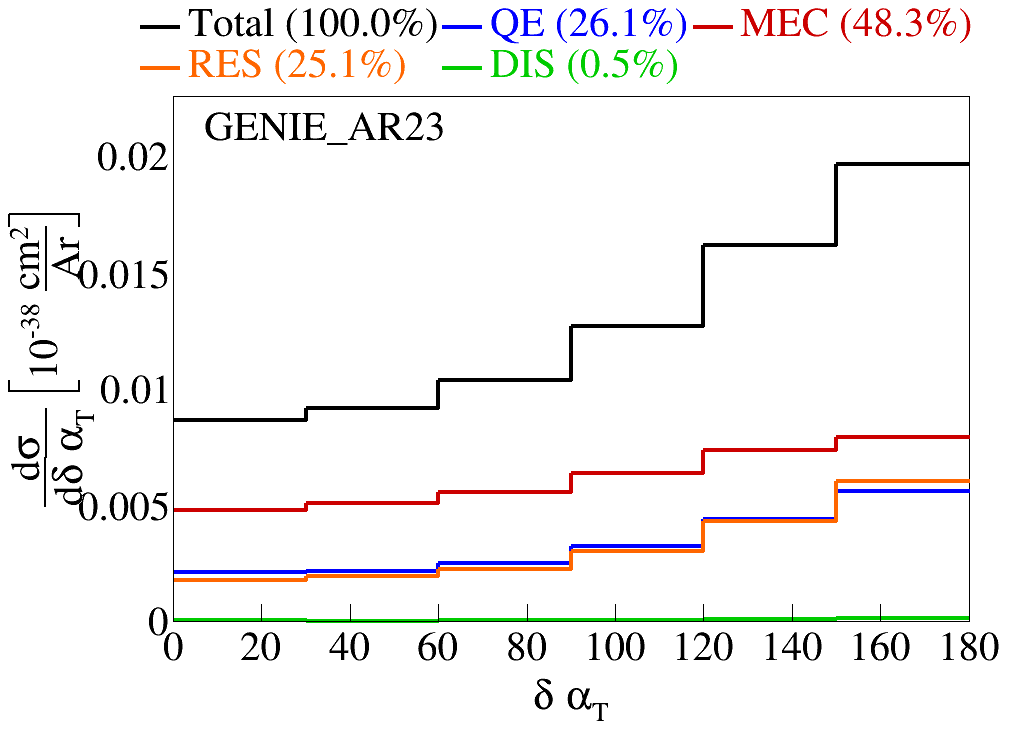 Total (100.0%) QE (26.1%) MEC (48.3%)
RES (25.1%) DIS (0.5%)
GENIE_AR23
0.02
0.015
0.01
0.005
0
0 20 40 60 80 100 120 140 160 180
δ α_T
dσ/dδ α_T [10^-38 cm^2/Ar]